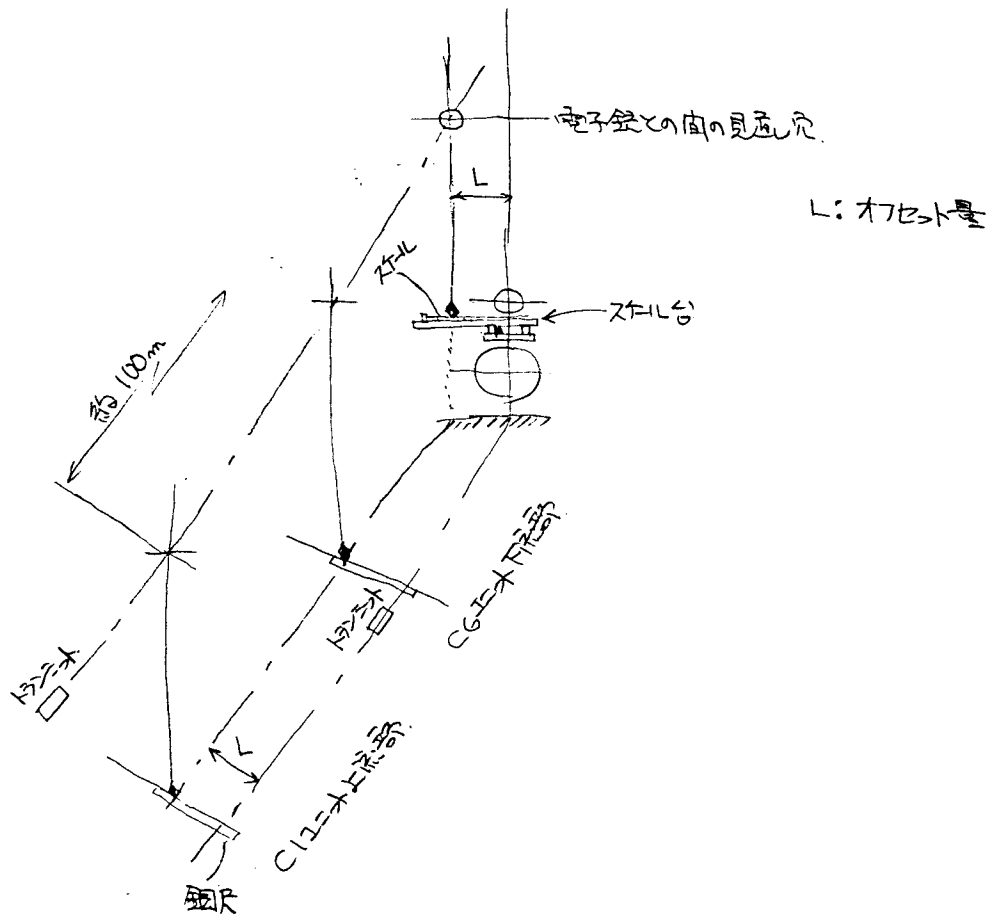 電子銃との間の見通し穴
L
L: オフセット量
スケール
スケール台
約100m
トランシット
C6ユニット下流部
トランシット
L
C1ユニット上流部
鋼尺